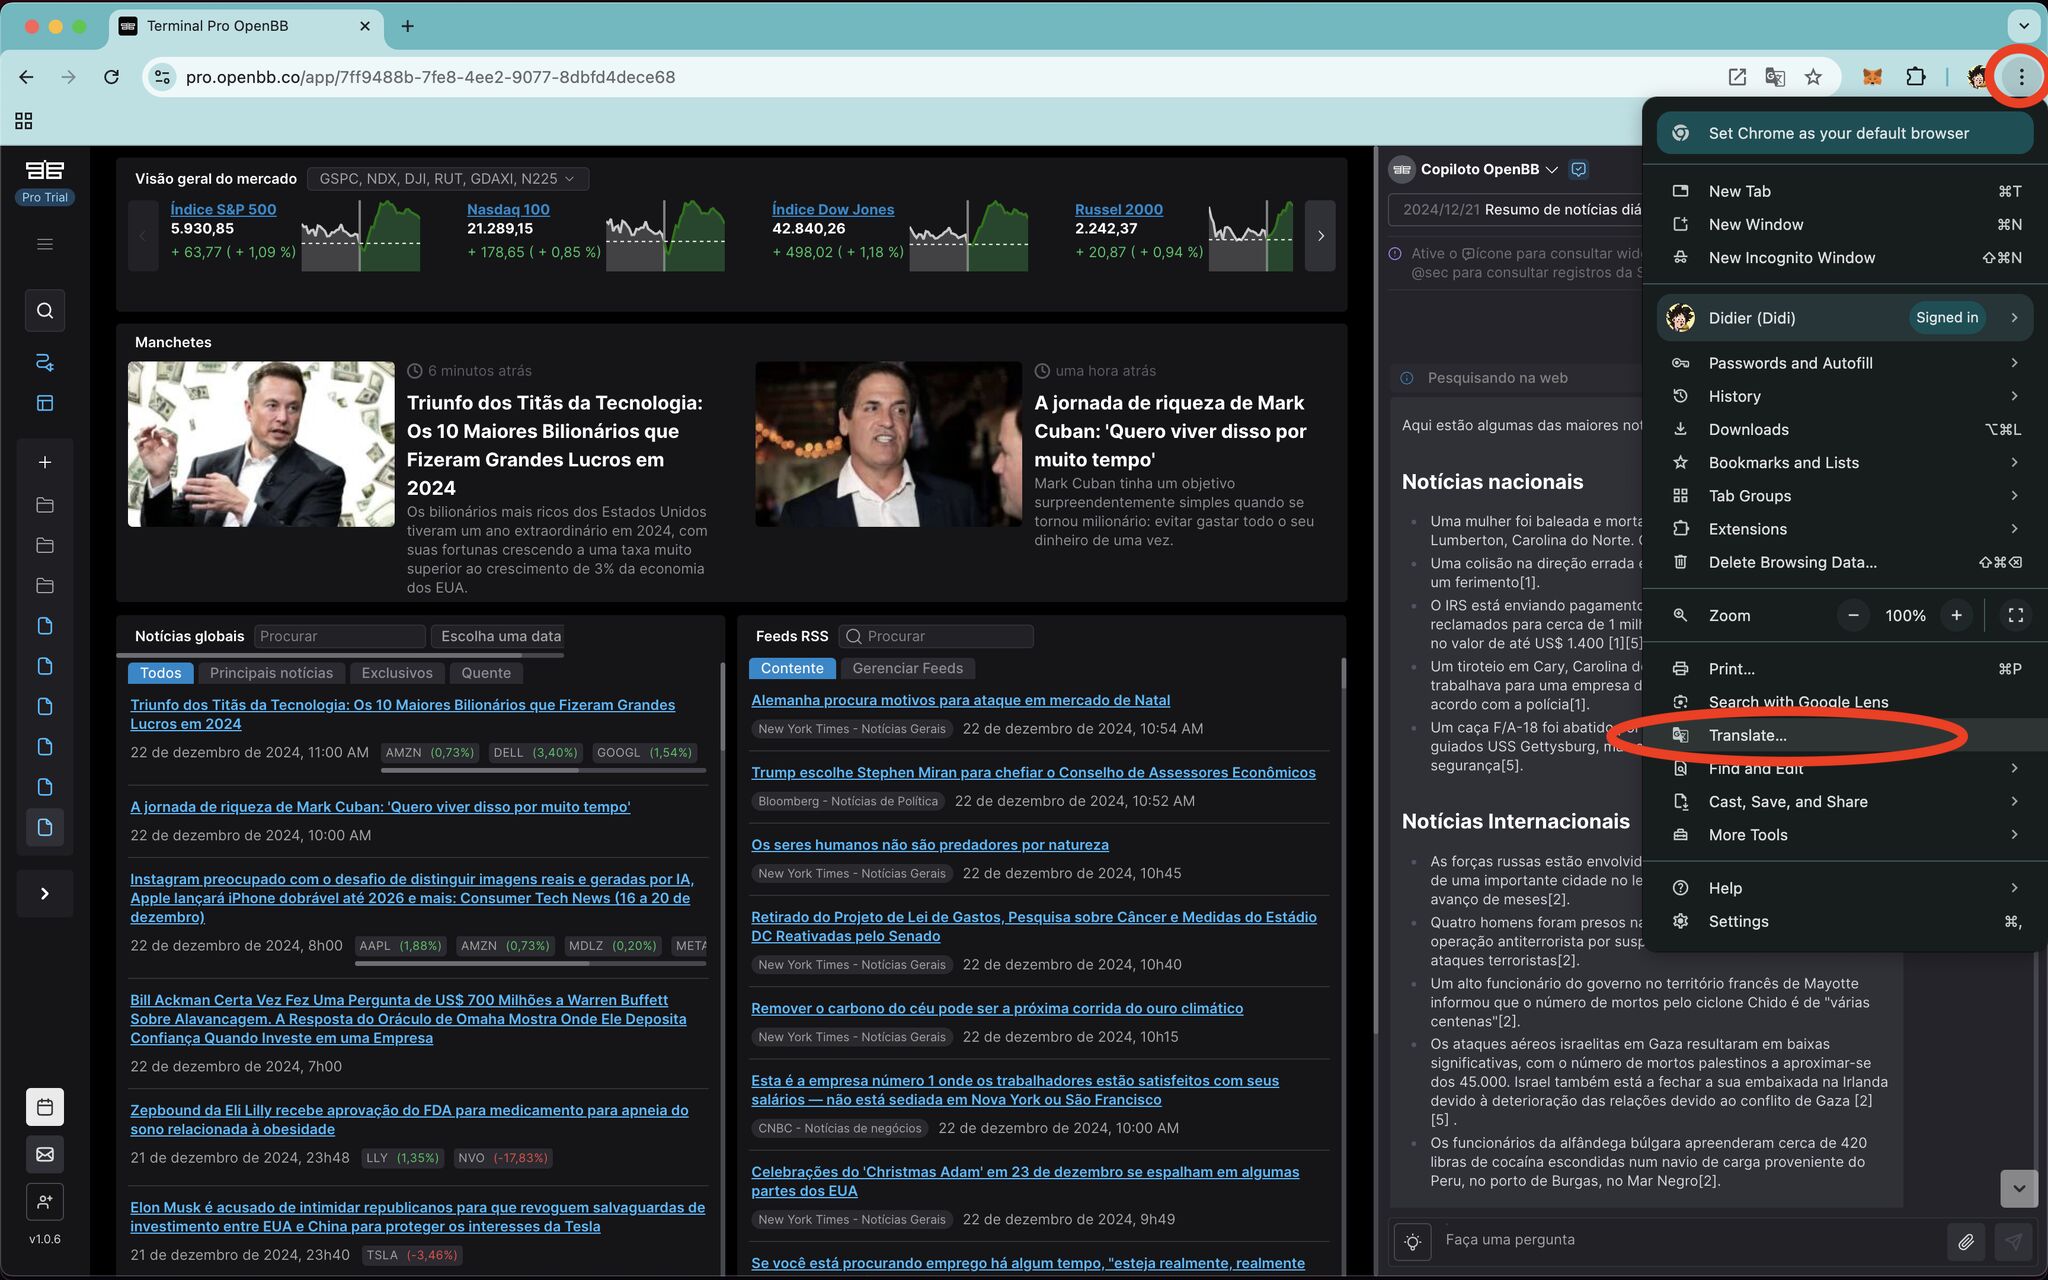 Terminal Pro OpenBB
pro.openbb.co/app/7ff9488b-7fe8-4ee2-9077-8dbfd4dece68
Pro Trial
Visão geral do mercado
GSPC, NDX, DJI, RUT, GDAXI, N225
Índice S&P 500
5.930,85
+ 63,77 ( + 1,09 %)
Nasdaq 100
21.289,15
+ 178,65 ( + 0,85 %)
Índice Dow Jones
42.840,26
+ 498,02 ( + 1,18 %)
Russel 2000
2.242,37
+ 20,87 ( + 0,94 %)
Manchetes
6 minutos atrás
Triunfo dos Titãs da Tecnologia:
Os 10 Maiores Bilionários que
Fizeram Grandes Lucros em
2024
Os bilionários mais ricos dos Estados Unidos
tiveram um ano extraordinário em 2024, com
suas fortunas crescendo a uma taxa muito
superior ao crescimento de 3% da economia
dos EUA.
uma hora atrás
A jornada de riqueza de Mark
Cuban: 'Quero viver disso por
muito tempo'
Mark Cuban tinha um objetivo
surpreendentemente simples quando se
tornou milionário: evitar gastar todo o seu
dinheiro de uma vez.
Notícias globais
Procurar
Escolha uma data
Todos
Principais notícias
Exclusivos
Quente
Triunfo dos Titãs da Tecnologia: Os 10 Maiores Bilionários que Fizeram Grandes
Lucros em 2024
22 de dezembro de 2024, 11:00 AM
AMZN (0,73%)
DELL (3,40%)
GOOGL (1,54%)
A jornada de riqueza de Mark Cuban: 'Quero viver disso por muito tempo'
22 de dezembro de 2024, 10:00 AM
Instagram preocupado com o desafio de distinguir imagens reais e geradas por IA,
Apple lançará iPhone dobrável até 2026 e mais: Consumer Tech News (16 a 20 de
dezembro)
22 de dezembro de 2024, 8h00
AAPL (1,88%)
AMZN (0,73%)
MDLZ (0,20%)
META
Bill Ackman Certa Vez Fez Uma Pergunta de US$ 700 Milhões a Warren Buffett
Sobre Alavancagem. A Resposta do Oráculo de Omaha Mostra Onde Ele Deposita
Confiança Quando Investe em uma Empresa
22 de dezembro de 2024, 7h00
Zepbound da Eli Lilly recebe aprovação do FDA para medicamento para apneia do
sono relacionada à obesidade
21 de dezembro de 2024, 23h48
LLY (1,35%)
NVO (-17,83%)
Elon Musk é acusado de intimidar republicanos para que revoguem salvaguardas de
investimento entre EUA e China para proteger os interesses da Tesla
21 de dezembro de 2024, 23h40
TSLA (-3,46%)
v1.0.6
Feeds RSS
Procurar
Contente
Gerenciar Feeds
Alemanha procura motivos para ataque em mercado de Natal
New York Times - Notícias Gerais
22 de dezembro de 2024, 10:54 AM
Trump escolhe Stephen Miran para chefiar o Conselho de Assessores Econômicos
Bloomberg - Notícias de Política
22 de dezembro de 2024, 10:52 AM
Os seres humanos não são predadores por natureza
New York Times - Notícias Gerais
22 de dezembro de 2024, 10h45
Retirado do Projeto de Lei de Gastos, Pesquisa sobre Câncer e Medidas do Estádio
DC Reativadas pelo Senado
New York Times - Notícias Gerais
22 de dezembro de 2024, 10h40
Remover o carbono do céu pode ser a próxima corrida do ouro climático
New York Times - Notícias Gerais
22 de dezembro de 2024, 10h15
Esta é a empresa número 1 onde os trabalhadores estão satisfeitos com seus
salários — não está sediada em Nova York ou São Francisco
CNBC - Notícias de negócios
22 de dezembro de 2024, 10:00 AM
Celebrações do 'Christmas Adam' em 23 de dezembro se espalham em algumas
partes dos EUA
New York Times - Notícias Gerais
22 de dezembro de 2024, 9h49
Se você está procurando emprego há algum tempo, "esteja realmente, realmente
Copiloto OpenBB
2024/12/21 Resumo de notícias diá
Ative o ícone para consultar wid
@sec para consultar registros da S
Pesquisando na web
Aqui estão algumas das maiores not
Notícias nacionais
Uma mulher foi baleada e morta
Lumberton, Carolina do Norte.
Uma colisão na direção errada
um ferimento[1].
O IRS está enviando pagamento
reclamados para cerca de 1 milh
no valor de até US$ 1.400 [1][5]
Um tiroteio em Cary, Carolina d
trabalhava para uma empresa d
acordo com a polícia[1].
Um caça F/A-18 foi abatido por
guiados USS Gettysburg,
segurança[5].
Notícias Internacionais
As forças russas estão envolvid
de uma importante cidade no le
avanço de meses[2].
Quatro homens foram presos na
operação antiterrorista por susp
ataques terroristas[2].
Um alto funcionário do governo no território francês de Mayotte
informou que o número de mortos pelo ciclone Chido é de "várias
centenas"[2].
Os ataques aéreos israelitas em Gaza resultaram em baixas
significativas, com o número de mortos palestinos a aproximar-se
dos 45.000. Israel também está a fechar a sua embaixada na Irlanda
devido à deterioração das relações devido ao conflito de Gaza [2]
[5] .
Os funcionários da alfândega búlgara apreenderam cerca de 420
libras de cocaína escondidas num navio de carga proveniente do
Peru, no porto de Burgas, no Mar Negro[2].
Faça uma pergunta
Set Chrome as your default browser
New Tab ⌘T
New Window ⌘N
New Incognito Window ⇧⌘N
Didier (Didi) Signed in
Passwords and Autofill
History
Downloads ⌥⌘L
Bookmarks and Lists
Tab Groups
Extensions
Delete Browsing Data... ⇧⌘⌫
Zoom − 100% +
Print... ⌘P
Search with Google Lens
Translate...
Find and Edit
Cast, Save, and Share
More Tools
Help
Settings ⌘,